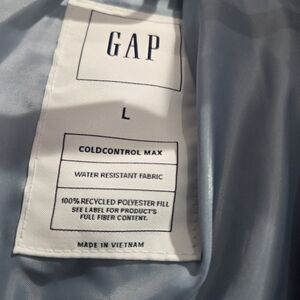 GAP
L
COLDCONTROL MAX
WATER RESISTANT FABRIC
100% RECYCLED POLYESTER FILL
SEE LABEL FOR PRODUCT'S
FULL FIBER CONTENT.
MADE IN VIETNAM